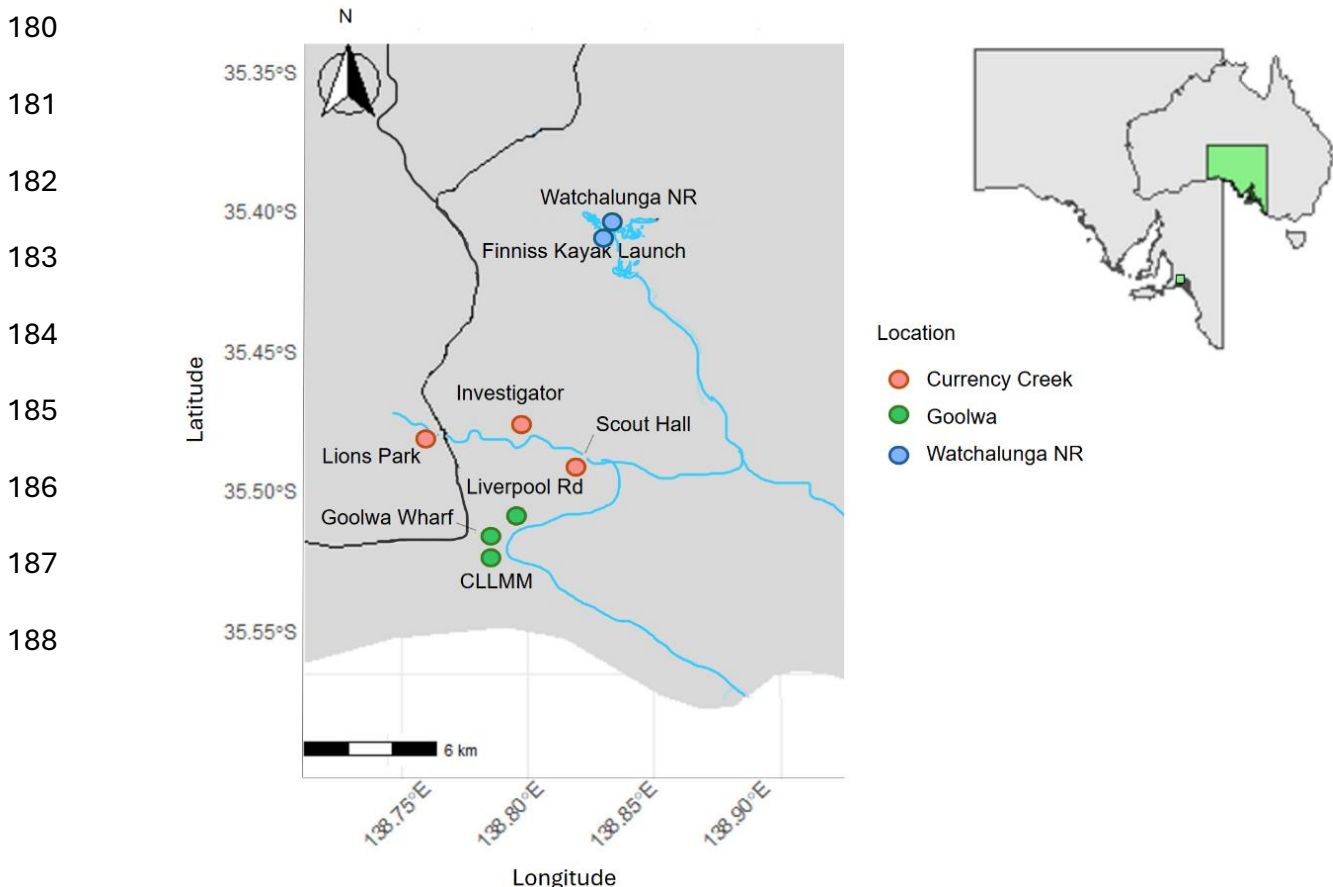 180
181
182
183
184
185
186
187
188
N
35.35°S
35.40°S
35.45°S
35.50°S
35.55°S
Latitude
Watchalunga NR
Finniss Kayak Launch
Investigator
Scout Hall
Lions Park
Liverpool Rd
Goolwa Wharf
CLLMM
6 km
138.75°E
138.80°E
138.85°E
138.90°E
Longitude
Location
Currency Creek
Goolwa
Watchalunga NR